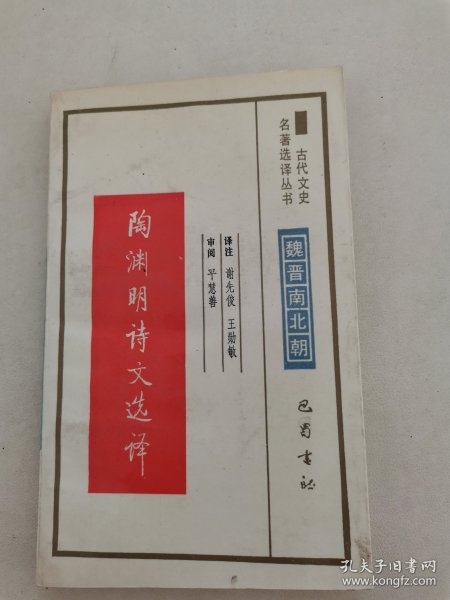 古代文史
名著选译丛书
魏晋南北朝
巴蜀书社
译注 谢先俊 王勋敏
审阅 平慧善
陶渊明诗文选译
孔夫子旧书网
www.kongfz.com